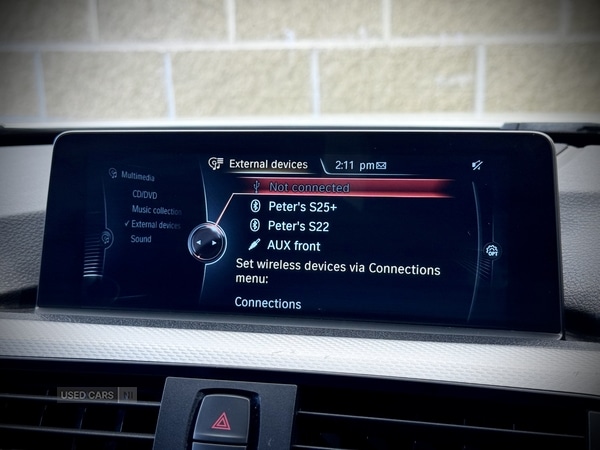 External devices
2:11 pm
Multimedia
CD/DVD
Music collection
External devices
Sound
Not connected
Peter's S25+
Peter's S22
AUX front
Set wireless devices via Connections
menu:
Connections
OPT
USED CARS NI